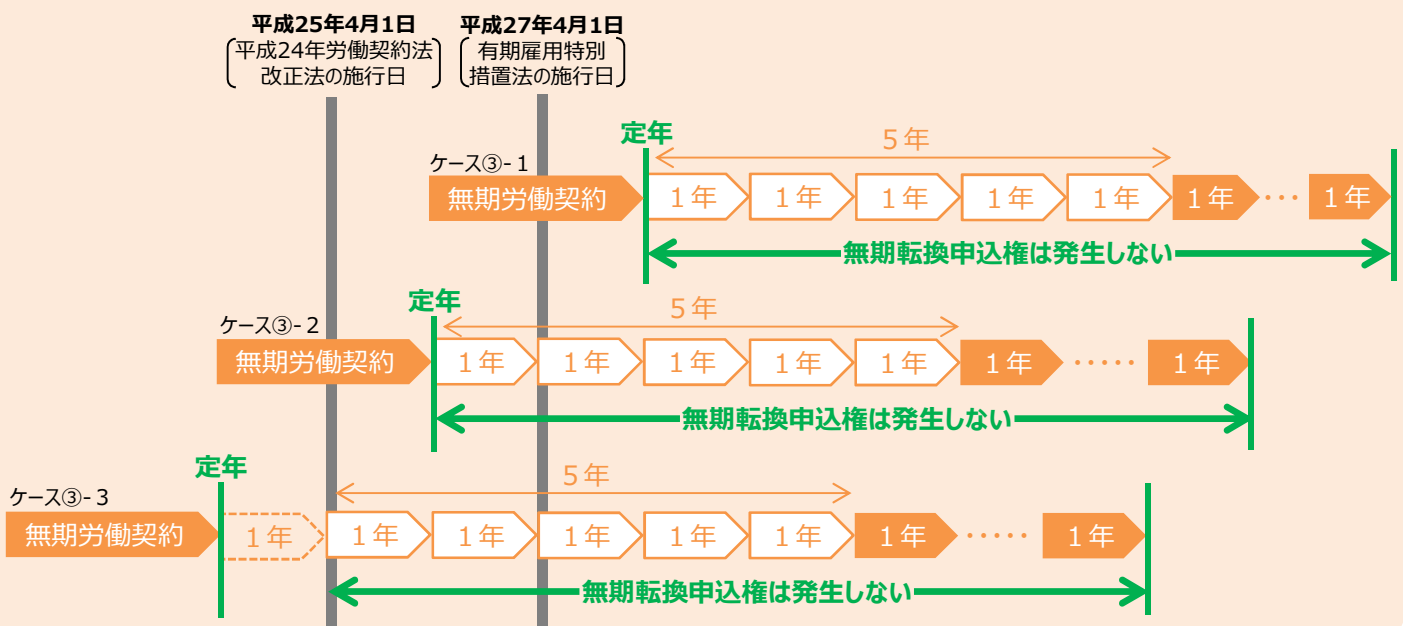 平成25年4月1日
平成24年労働契約法
改正法の施行日
平成27年4月1日
有期雇用特別
措置法の施行日
ケース③-1
定年
5年
無期労働契約
1年
1年
1年
1年
1年
1年
・・・
1年
無期転換申込権は発生しない
ケース③-2
定年
5年
無期労働契約
1年
1年
1年
1年
1年
1年
・・・・・
1年
無期転換申込権は発生しない
ケース③-3
定年
5年
無期労働契約
1年
1年
1年
1年
1年
1年
1年
・・・・・
1年
無期転換申込権は発生しない